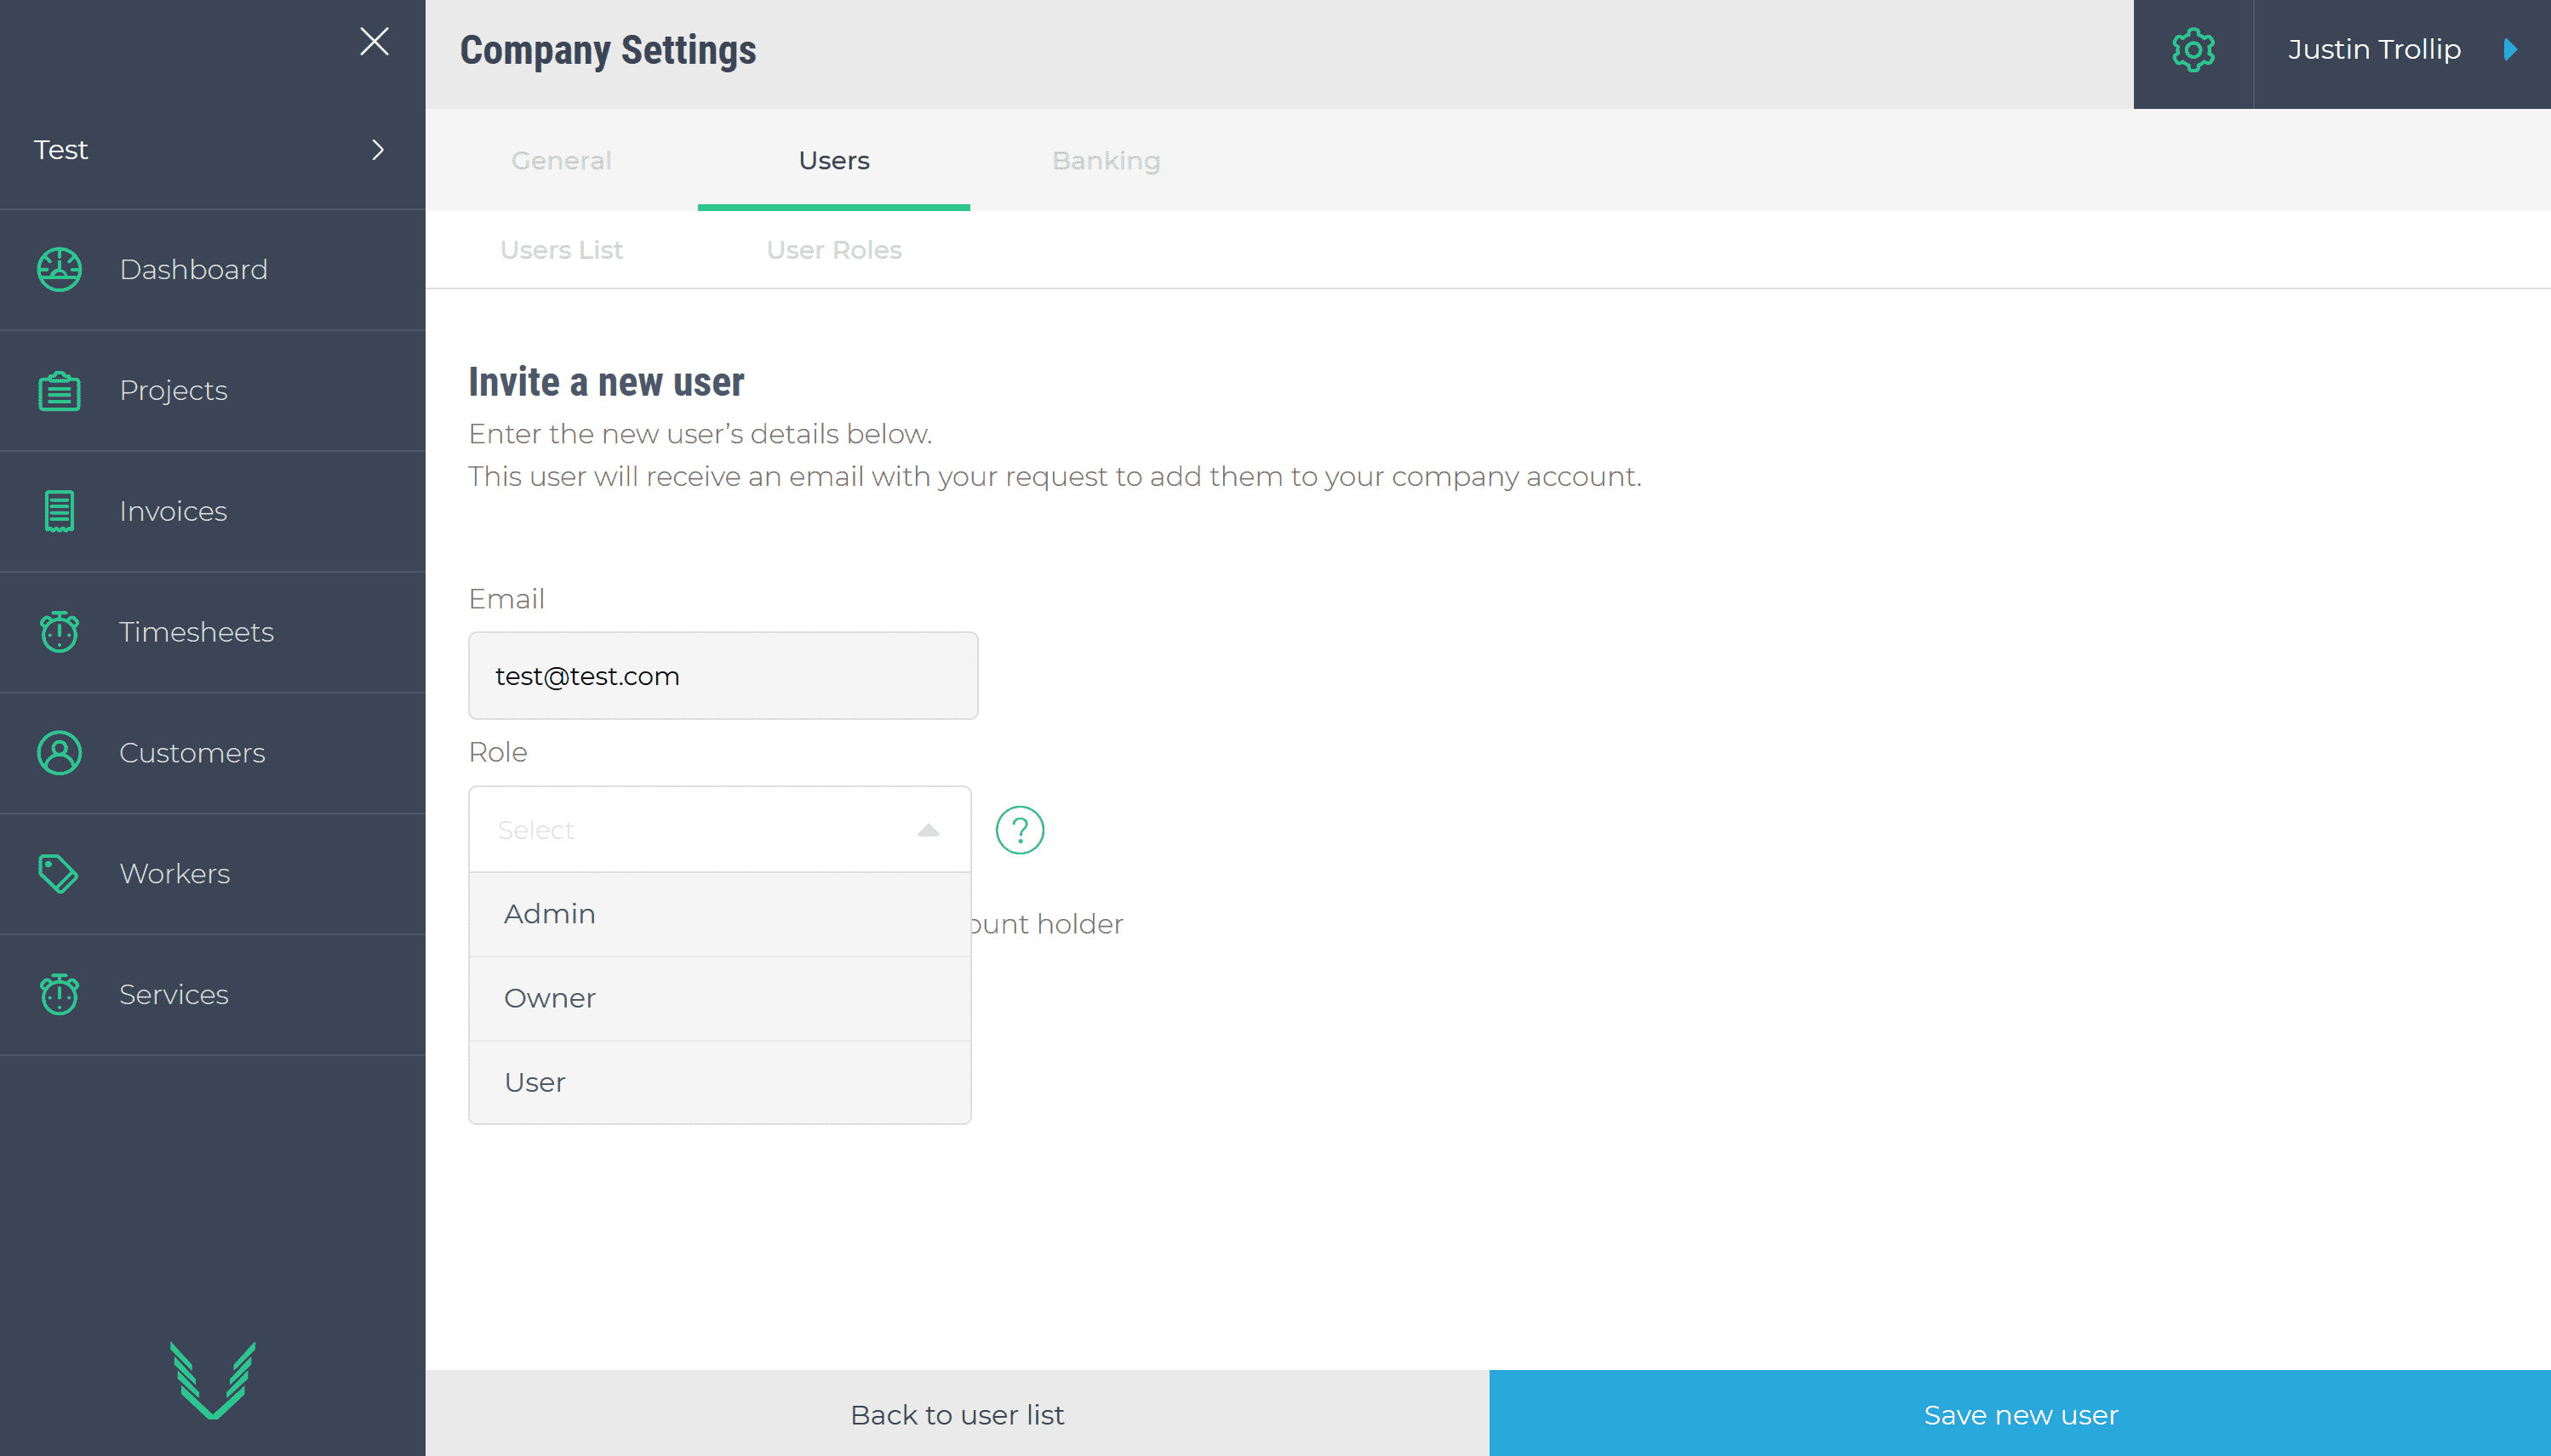 Company Settings
Justin Trollip
Test
General
Users
Banking
Users List
User Roles
Dashboard
Projects
Invoices
Timesheets
Customers
Workers
Services
Invite a new user
Enter the new user’s details below.
This user will receive an email with your request to add them to your company account.
Email
test@test.com
Role
Select
?
Admin
holder
Owner
User
Back to user list
Save new user